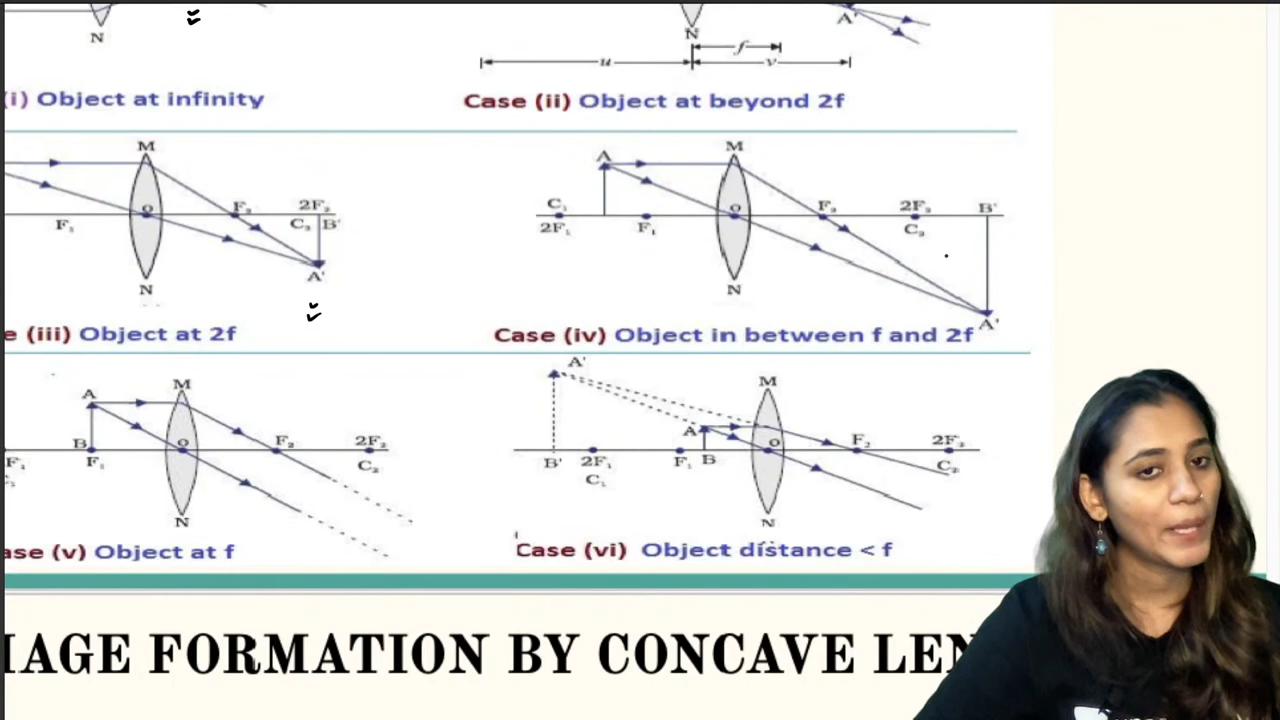 N
N
A'
f
u
v
(i) Object at infinity
Case (ii) Object at beyond 2f
M
O
F₂
2F₂
F₁
C₂
B'
A'
N
e (iii) Object at 2f
A
M
C₁
O
F₂
2F₂
B'
2F₁
F₁
C₂
N
A'
Case (iv) Object in between f and 2f
A
M
B
O
F₂
2F₂
F₁
F₁
C₂
N
ase (v) Object at f
A'
M
A
O
F₂
2F₂
B'
2F₁
F₁
B
C₂
C₁
N
Case (vi) Object distance < f
IAGE FORMATION BY CONCAVE LEN